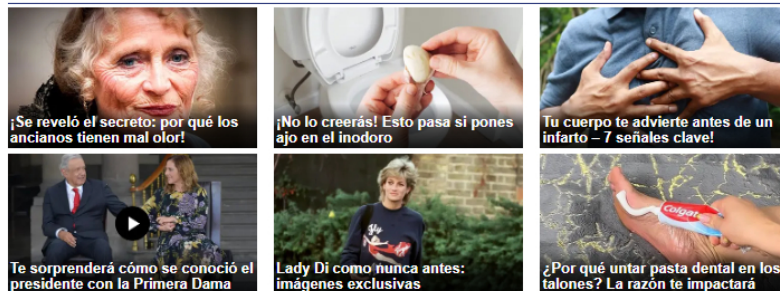 ¡Se reveló el secreto: por qué los
ancianos tienen mal olor!
¡No lo creerás! Esto pasa si pones
ajo en el inodoro
Tu cuerpo te advierte antes de un
infarto – 7 señales clave!
Te sorprenderá cómo se conoció el
presidente con la Primera Dama
Lady Di como nunca antes:
imágenes exclusivas
Colgat
¿Por qué untar pasta dental en los
talones? La razón te impactará